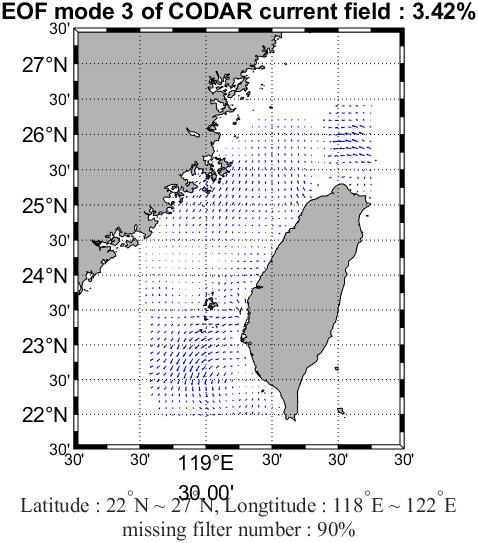 EOF mode 3 of CODAR current field : 3.42%
30'
27°N
30'
26°N
30'
25°N
30'
24°N
30'
23°N
30'
22°N
30'
30' 30' 119°E 30' 30' 30'
30.00'
Latitude : 22°N ~ 27°N, Longtitude : 118°E ~ 122°E
missing filter number : 90%